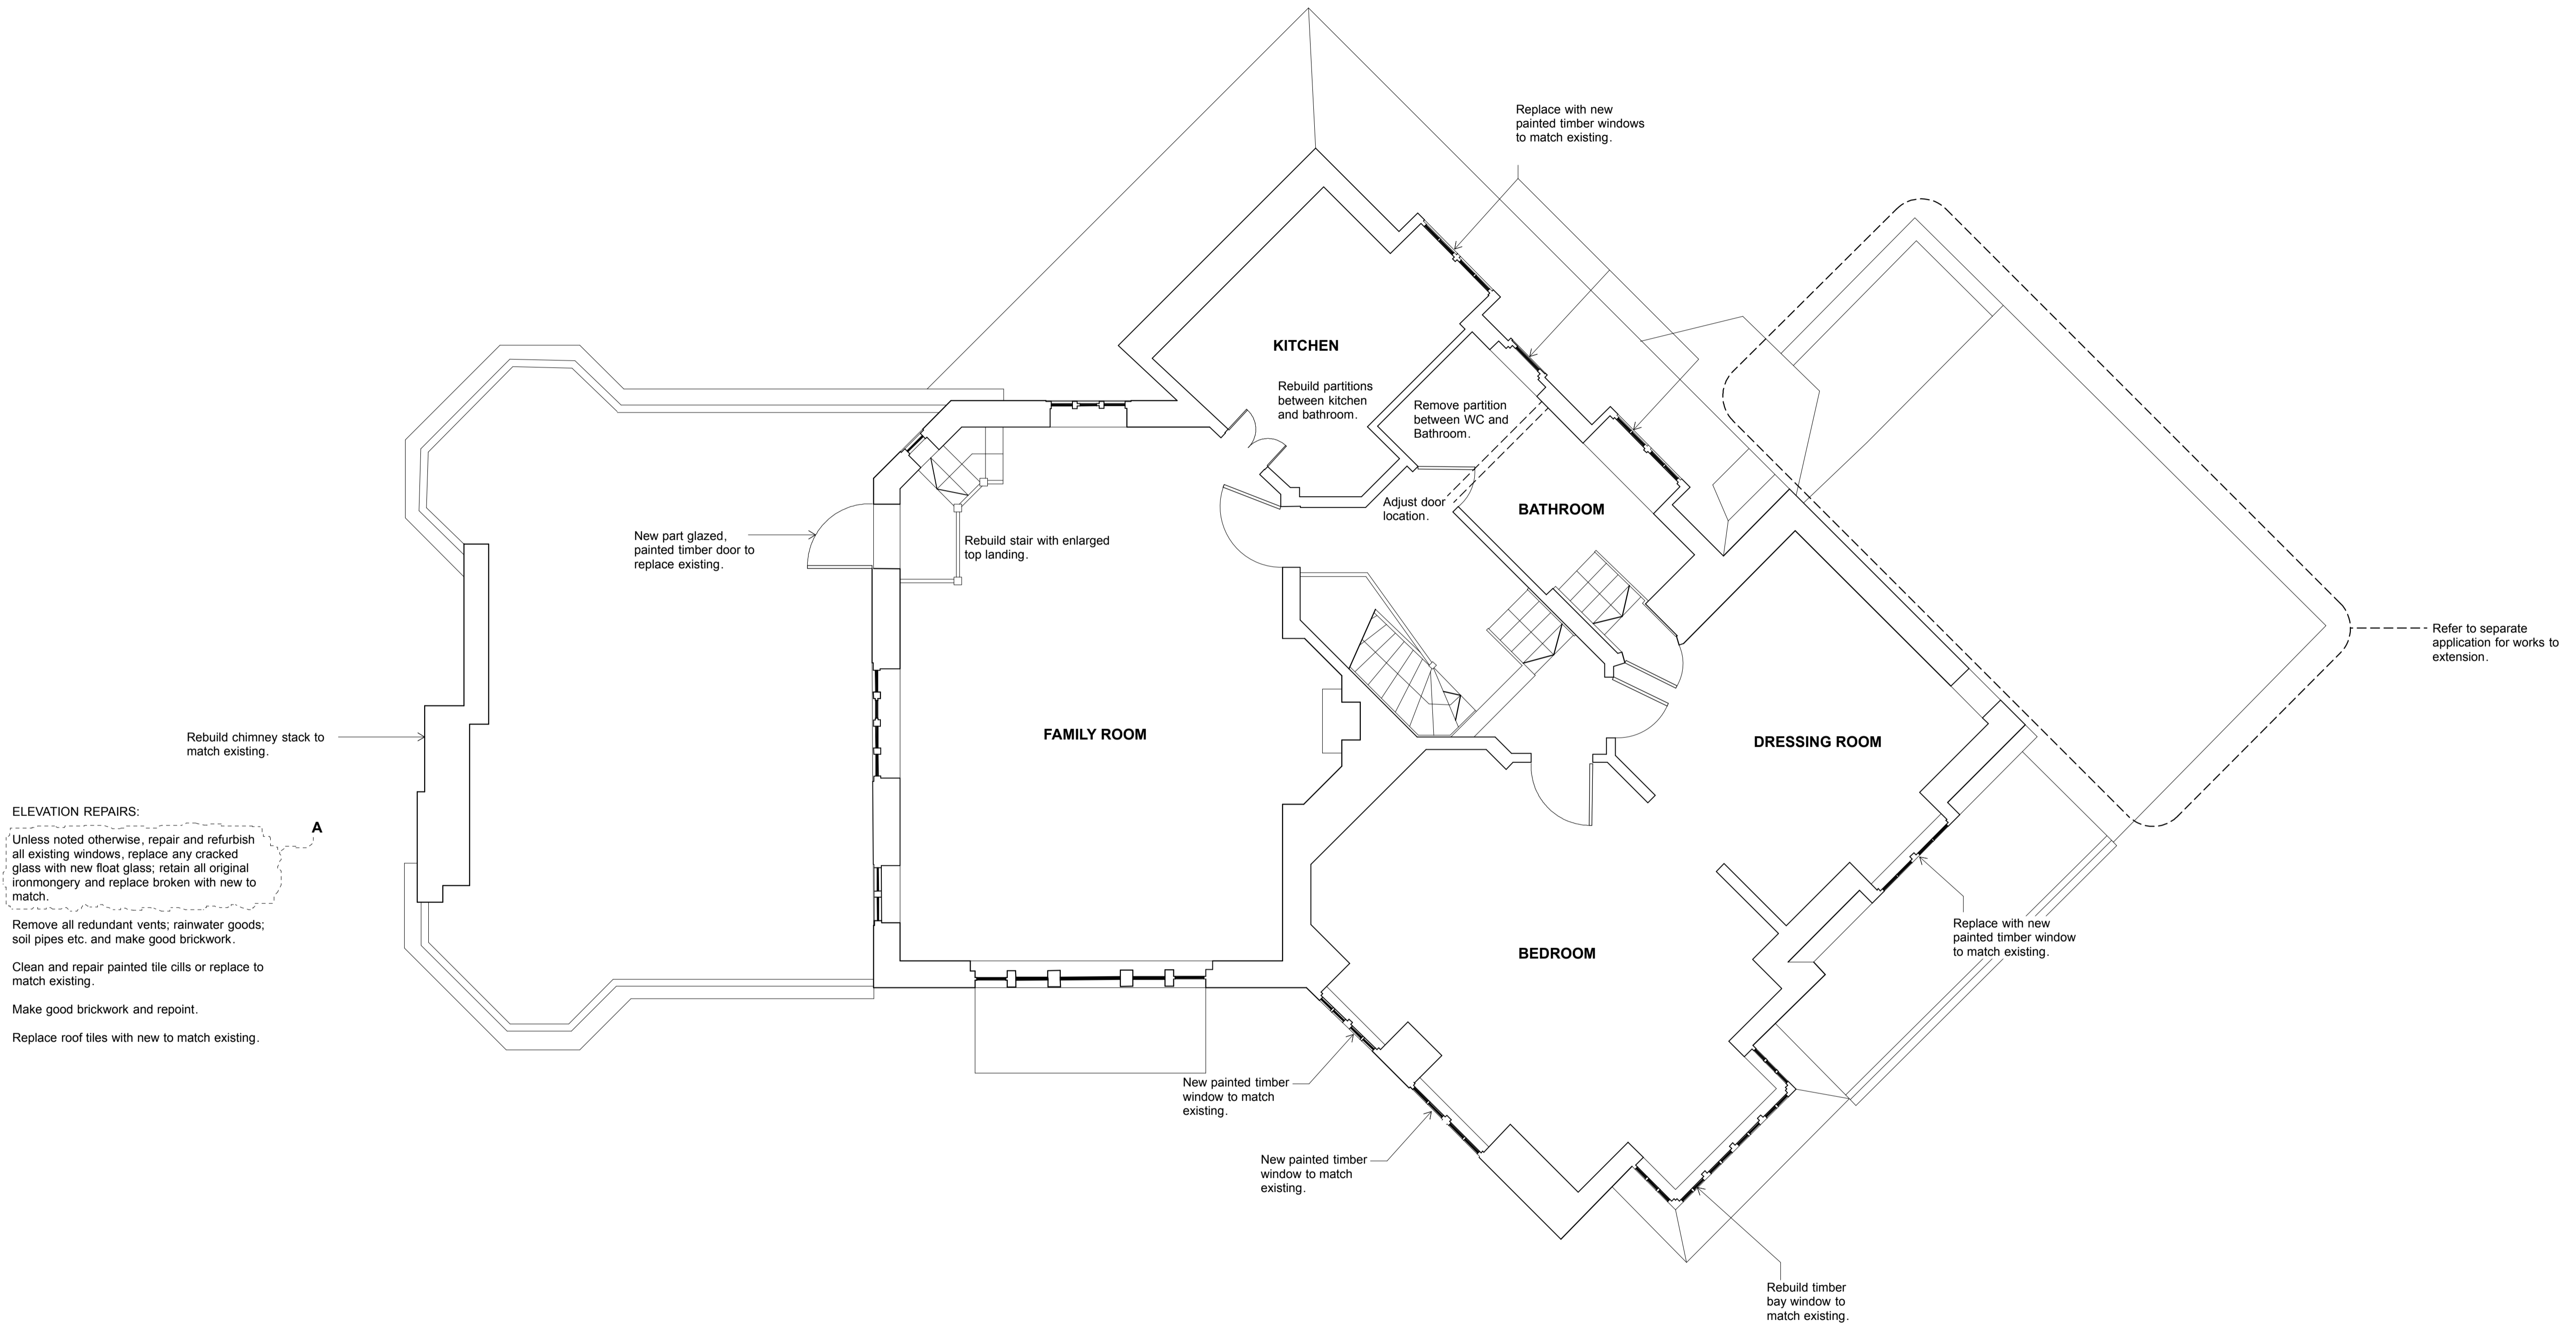 Replace with new
painted timber windows
to match existing.
KITCHEN
Rebuild partitions
between kitchen
and bathroom.
Remove partition
between WC and
Bathroom.
Adjust door
location.
BATHROOM
New part glazed,
painted timber door to
replace existing.
Rebuild stair with enlarged
top landing.
Refer to separate
application for works to
extension.
Rebuild chimney stack to
match existing.
FAMILY ROOM
DRESSING ROOM
ELEVATION REPAIRS:
A
Unless noted otherwise, repair and refurbish
all existing windows, replace any cracked
glass with new float glass; retain all original
ironmongery and replace broken with new to
match.
Remove all redundant vents; rainwater goods;
soil pipes etc. and make good brickwork.
Clean and repair painted tile cills or replace to
match existing.
Make good brickwork and repoint.
Replace roof tiles with new to match existing.
BEDROOM
Replace with new
painted timber window
to match existing.
New painted timber
window to match
existing.
New painted timber
window to match
existing.
Rebuild timber
bay window to
match existing.